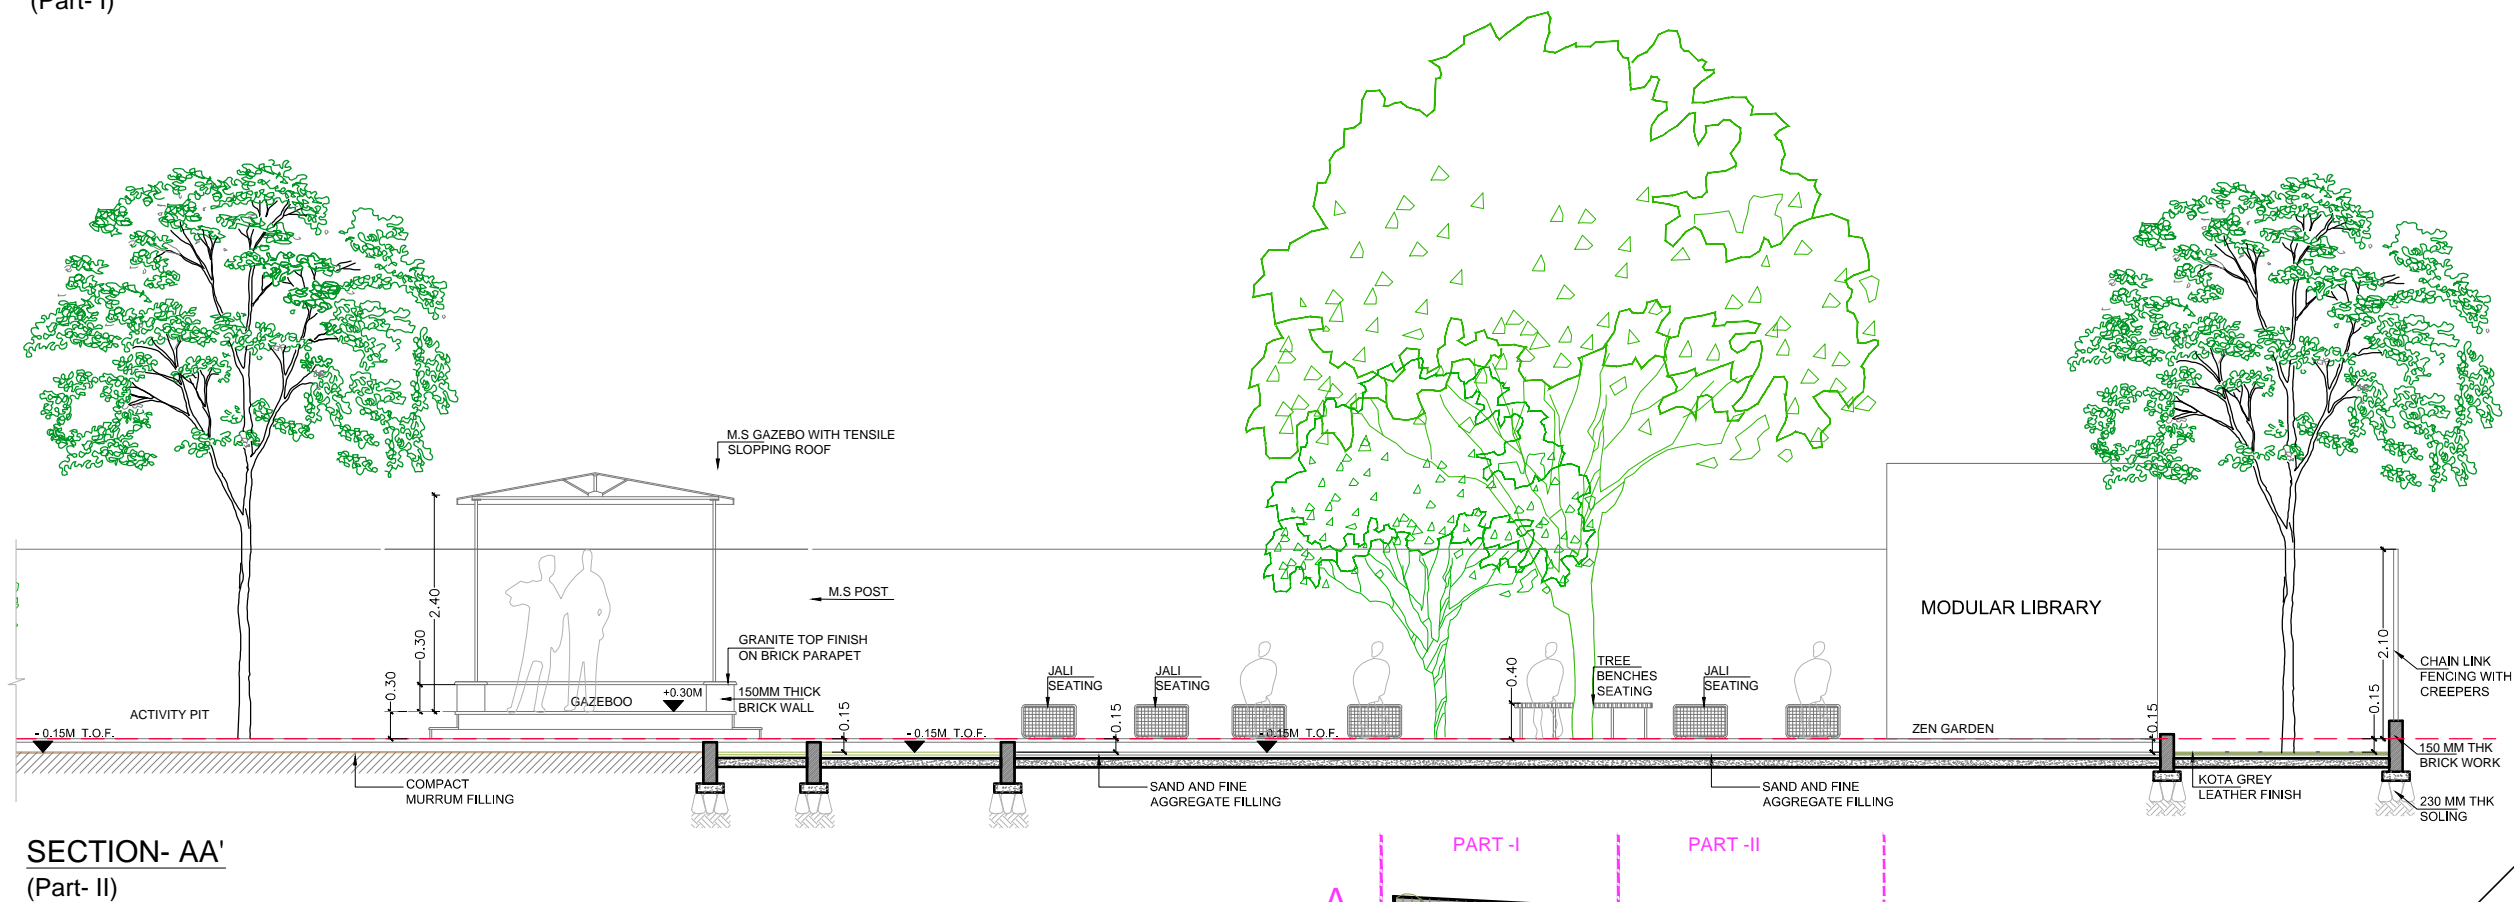 (Part- I)
M.S GAZEBO WITH TENSILE
SLOPPING ROOF
2.40
0.30
0.30
M.S POST
GRANITE TOP FINISH
ON BRICK PARAPET
150MM THICK
BRICK WALL
GAZEBOO
+0.30M
ACTIVITY PIT
- 0.15M T.O.F.
COMPACT
MURRUM FILLING
0.15
- 0.15M T.O.F.
JALI
SEATING
0.15
JALI
SEATING
- 0.15M T.O.F.
SAND AND FINE
AGGREGATE FILLING
0.40
TREE
BENCHES
SEATING
JALI
SEATING
SAND AND FINE
AGGREGATE FILLING
MODULAR LIBRARY
ZEN GARDEN
0.15
KOTA GREY
LEATHER FINISH
2.10
0.15
CHAIN LINK
FENCING WITH
CREEPERS
150 MM THK
BRICK WORK
230 MM THK
SOLING
SECTION- AA'
(Part- II)
PART -I
PART -II
A